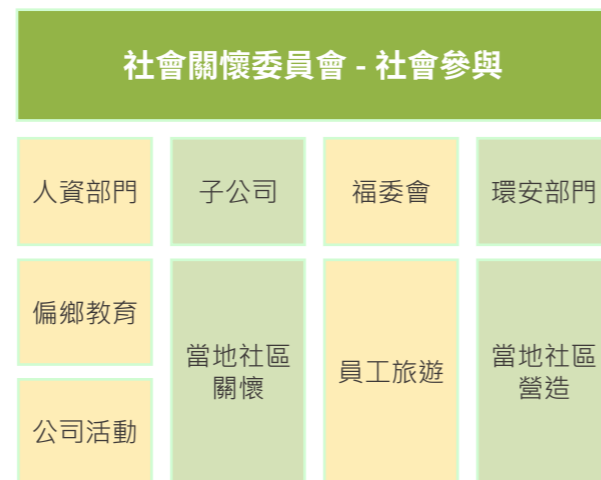 社會關懷委員會 - 社會參與
人資部門
子公司
福委會
環安部門
偏鄉教育
當地社區
關懷
員工旅遊
當地社區
營造
公司活動